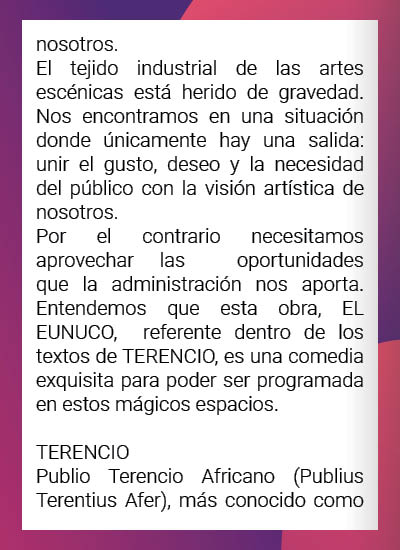 nosotros.
El tejido industrial de las artes
escénicas está herido de gravedad.
Nos encontramos en una situación
donde únicamente hay una salida:
unir el gusto, deseo y la necesidad
del público con la visión artística de
nosotros.
Por el contrario necesitamos
aprovechar las oportunidades
que la administración nos aporta.
Entendemos que esta obra, EL
EUNUCO, referente dentro de los
textos de TERENCIO, es una comedia
exquisita para poder ser programada
en estos mágicos espacios.

TERENCIO
Publio Terencio Africano (Publius
Terentius Afer), más conocido como